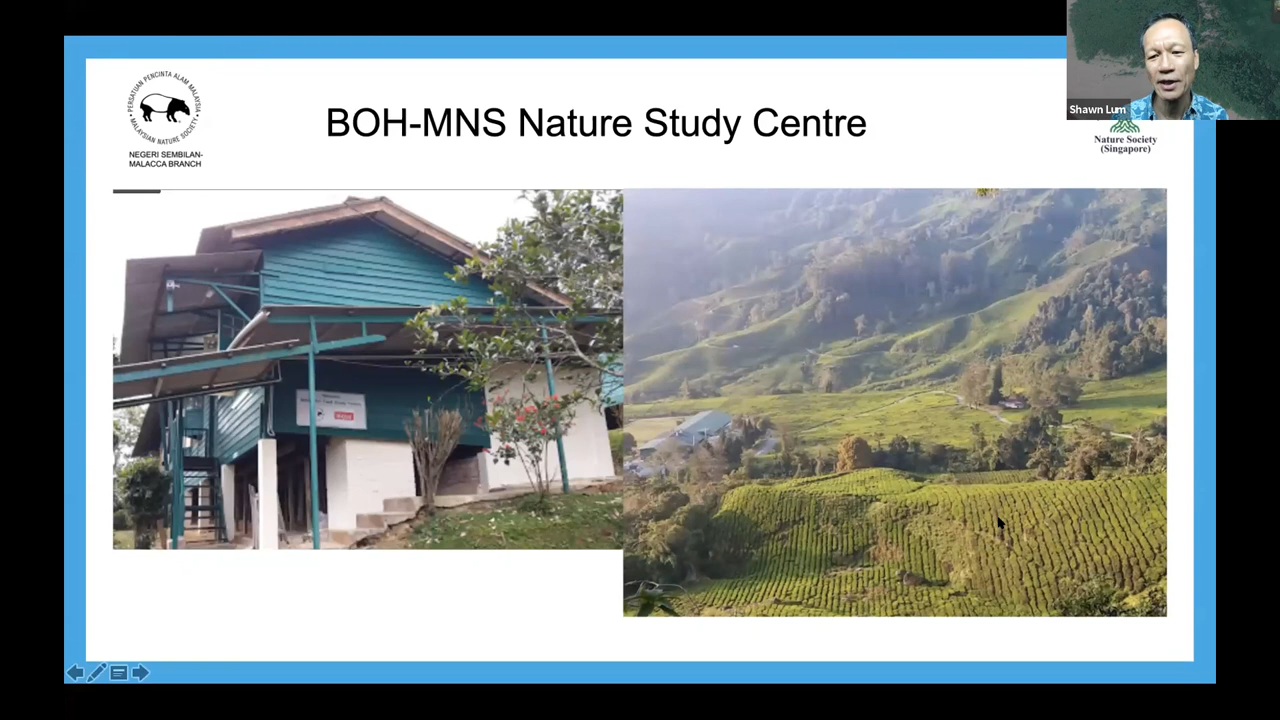 PERSATUAN PENCINTA ALAM MALAYSIA
MALAYSIAN NATURE SOCIETY
NEGERI SEMBILAN-
MALACCA BRANCH
BOH-MNS Nature Study Centre
Shawn Lum
Nature Society
(Singapore)